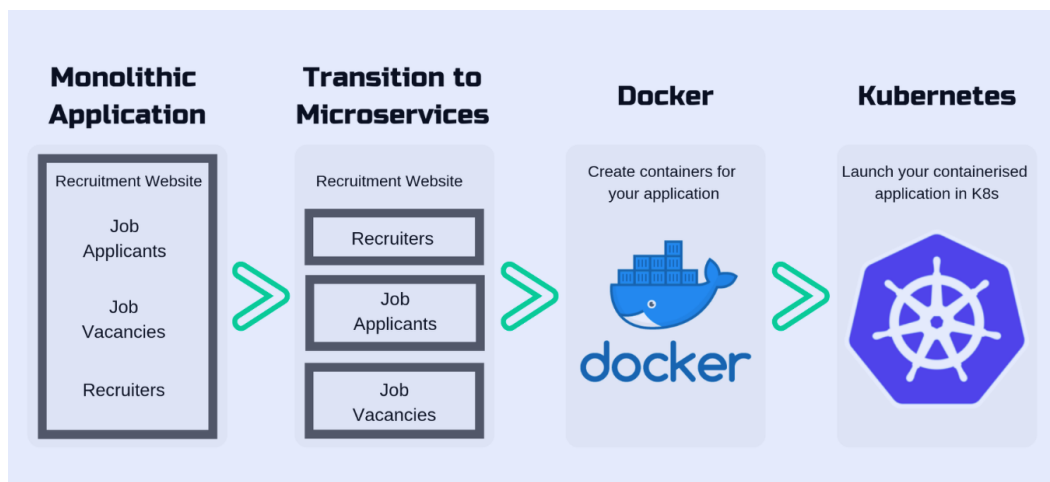 Monolithic
Application
Recruitment Website
Job
Applicants
Job
Vacancies
Recruiters
Transition to
Microservices
Recruitment Website
Recruiters
Job
Applicants
Job
Vacancies
Docker
Create containers for
your application
docker
Kubernetes
Launch your containerised
application in K8s